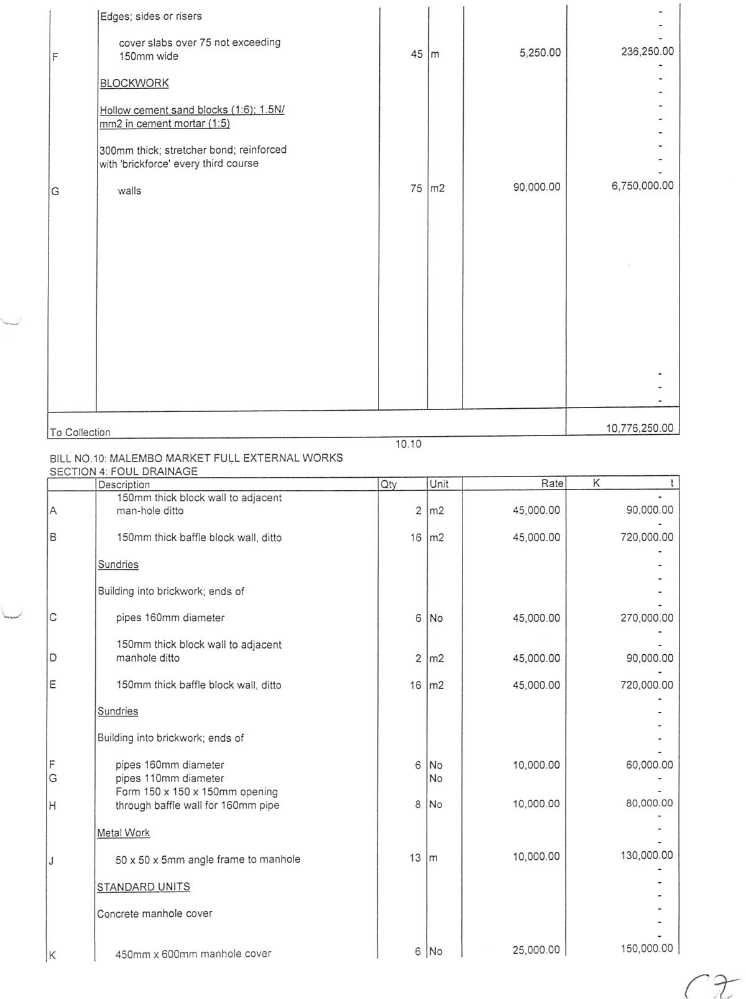 Edges; sides or risers -
-
cover slabs over 75 not exceeding -
F 150mm wide 45 m 5,250.00 236,250.00
-
BLOCKWORK -
-
Hollow cement sand blocks (1:6); 1.5N/ -
mm2 in cement mortar (1:5) -
-
300mm thick; stretcher bond; reinforced -
with 'brickforce' every third course -
-
G walls 75 m2 90,000.00 6,750,000.00
-
-
-
To Collection 10,776,250.00
10.10
BILL NO.10: MALEMBO MARKET FULL EXTERNAL WORKS
SECTION 4: FOUL DRAINAGE
Description Qty Unit Rate K t
150mm thick block wall to adjacent -
A man-hole ditto 2 m2 45,000.00 90,000.00
-
B 150mm thick baffle block wall, ditto 16 m2 45,000.00 720,000.00
-
Sundries -
-
Building into brickwork; ends of -
-
C pipes 160mm diameter 6 No 45,000.00 270,000.00
-
150mm thick block wall to adjacent -
D manhole ditto 2 m2 45,000.00 90,000.00
-
E 150mm thick baffle block wall, ditto 16 m2 45,000.00 720,000.00
-
Sundries -
-
Building into brickwork; ends of -
-
F pipes 160mm diameter 6 No 10,000.00 60,000.00
G pipes 110mm diameter No -
Form 150 x 150 x 150mm opening -
H through baffle wall for 160mm pipe 8 No 10,000.00 80,000.00
-
Metal Work -
-
J 50 x 50 x 5mm angle frame to manhole 13 m 10,000.00 130,000.00
-
STANDARD UNITS -
-
Concrete manhole cover -
-
-
K 450mm x 600mm manhole cover 6 No 25,000.00 150,000.00